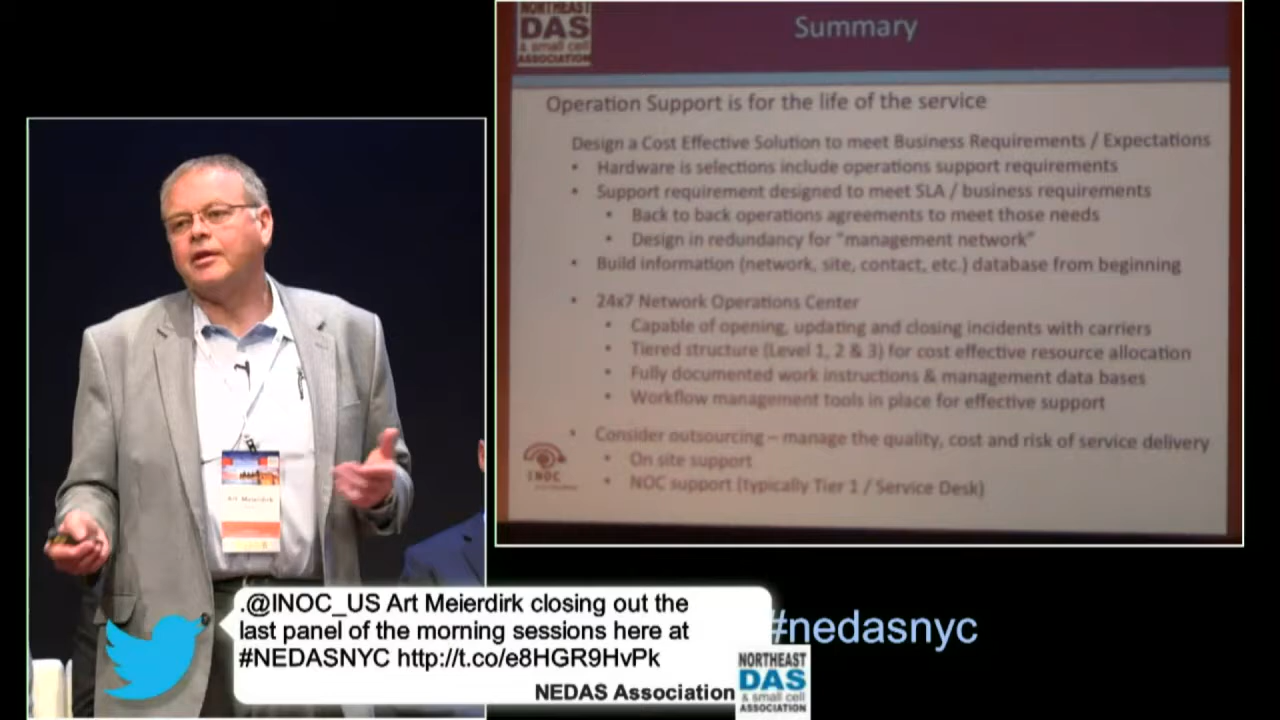 NORTHEAST
DAS
& small cell
ASSOCIATION
Summary
Operation Support is for the life of the service
Design a Cost Effective Solution to meet Business Requirements / Expectations
• Hardware is selections include operations support requirements
• Support requirement designed to meet SLA / business requirements
• Back to back operations agreements to meet those needs
• Design in redundancy for "management network"
• Build information (network, site, contact, etc.) database from beginning
• 24x7 Network Operations Center
• Capable of opening, updating and closing incidents with carriers
• Tiered structure (Level 1, 2 & 3) for cost effective resource allocation
• Fully documented work instructions & management data bases
• Workflow management tools in place for effective support
• Consider outsourcing – manage the quality, cost and risk of service delivery
• On site support
• NOC support (typically Tier 1 / Service Desk)
INOC
Art Meierdirk
.@INOC_US Art Meierdirk closing out the
last panel of the morning sessions here at
#NEDASNYC http://t.co/e8HGR9HvPk
NEDAS Association
#nedasnyc
NORTHEAST
DAS
& small cell
ASSOCIATION